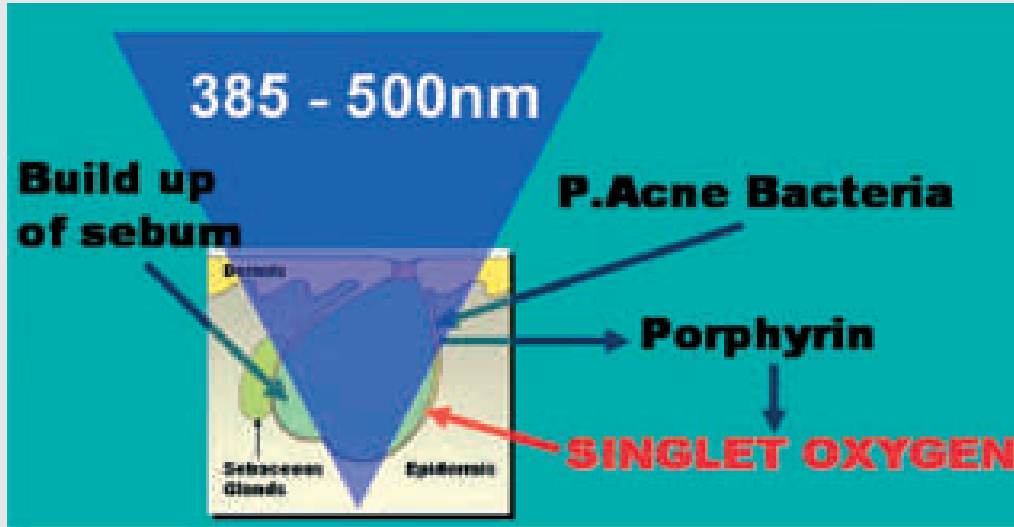 385 - 500nm
Build up
of sebum
P.Acne Bacteria
Dermis
Porphyrin
SINGLET OXYGEN
Sebaceous
Glands
Epidermis